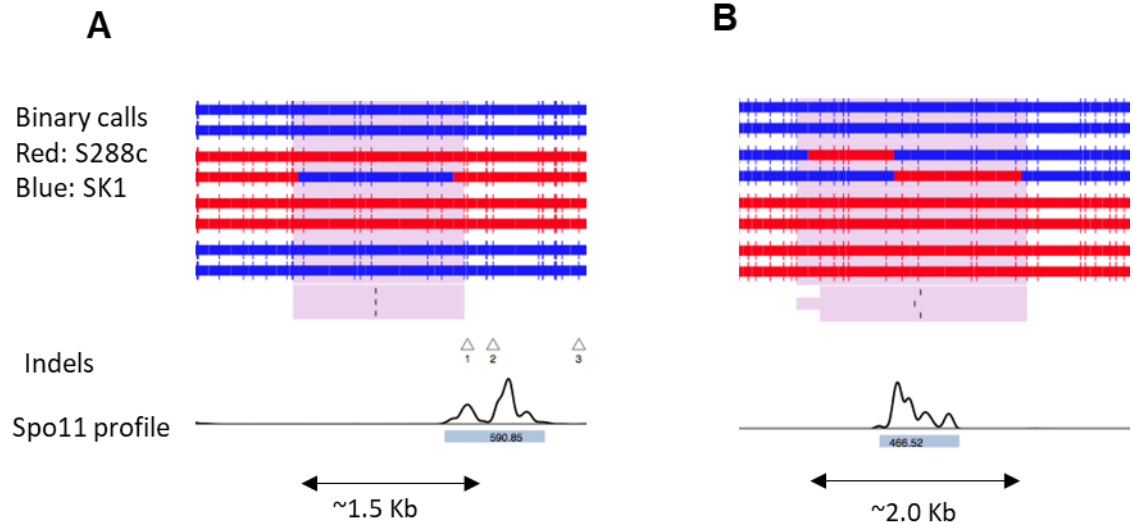 A
B
Binary calls
Red: S288c
Blue: SK1
Indels
1 2 3
Spo11 profile
590.85
466.52
~1.5 Kb
~2.0 Kb